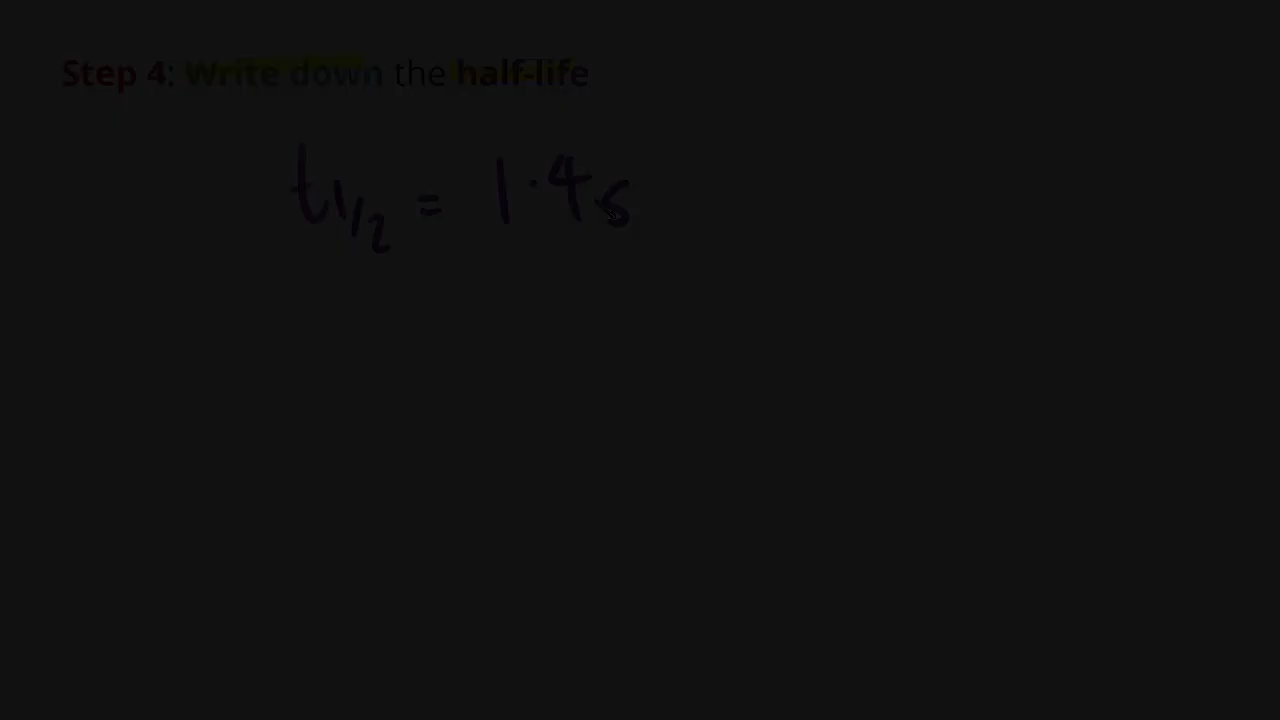 Step 4: Write down the half-life
t1/2 = 1.4s